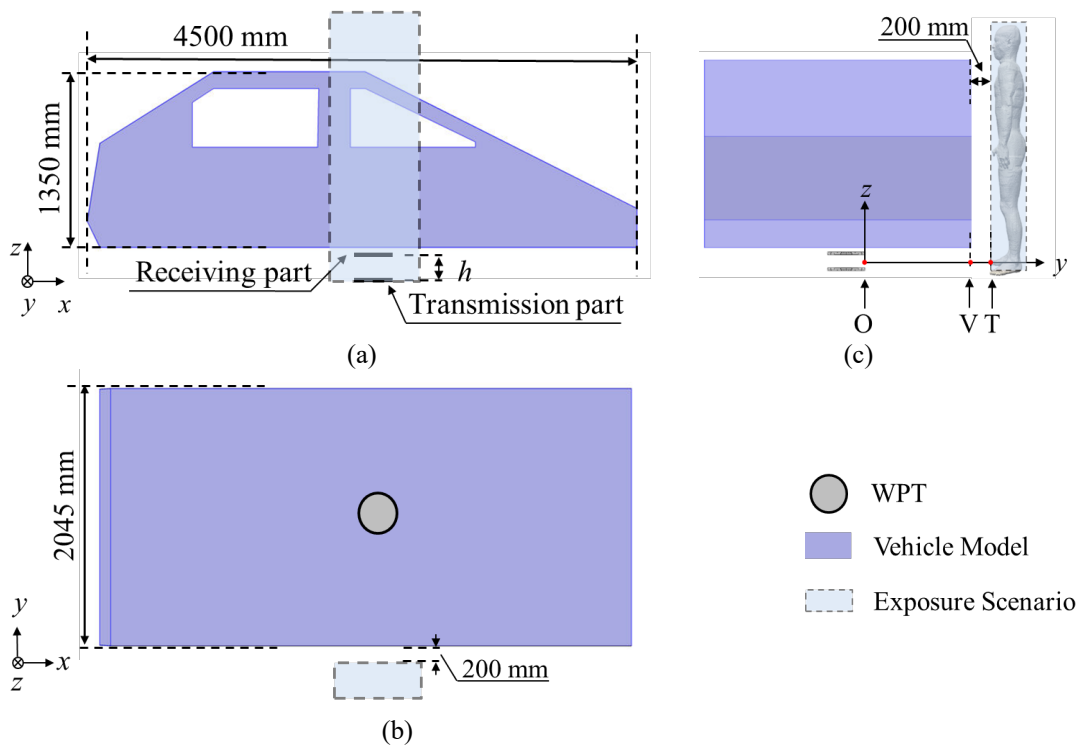 4500 mm
1350 mm
z
y
x
Receiving part
h
Transmission part
(a)
200 mm
z
y
O
V
T
(c)
2045 mm
y
x
z
200 mm
(b)
WPT
Vehicle Model
Exposure Scenario